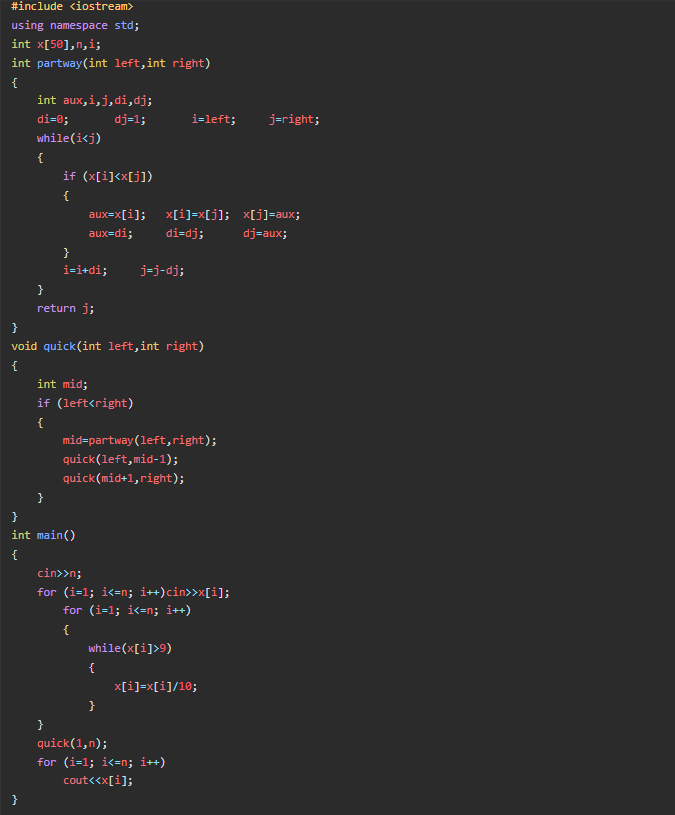 #include <iostream>
using namespace std;
int x[50],n,i;
int partway(int left,int right)
{
    int aux,i,j,di,dj;
    di=0;       dj=1;       i=left;     j=right;
    while(i<j)
    {
        if (x[i]<x[j])
        {
            aux=x[i];   x[i]=x[j];  x[j]=aux;
            aux=di;     di=dj;      dj=aux;
        }
        i=i+di;     j=j-dj;
    }
    return j;
}
void quick(int left,int right)
{
    int mid;
    if (left<right)
    {
        mid=partway(left,right);
        quick(left,mid-1);
        quick(mid+1,right);
    }
}
int main()
{
    cin>>n;
    for (i=1; i<=n; i++)cin>>x[i];
        for (i=1; i<=n; i++)
        {
            while(x[i]>9)
            {
                x[i]=x[i]/10;
            }
    }
    quick(1,n);
    for (i=1; i<=n; i++)
        cout<<x[i];
}